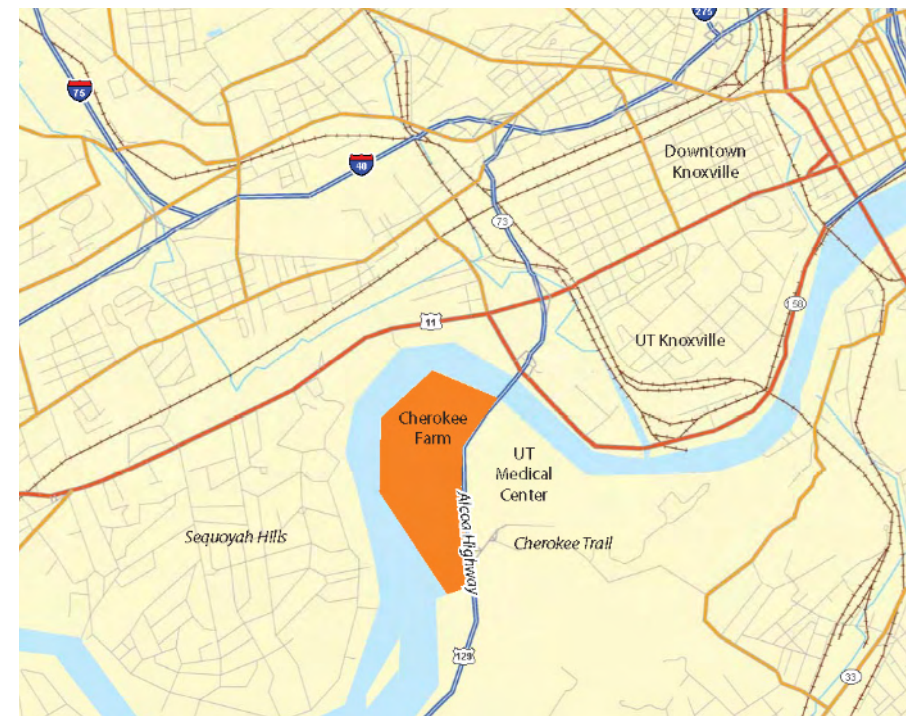 275
75
40
Downtown
Knoxville
73
158
11
UT Knoxville
Cherokee
Farm
UT
Medical
Center
Alcoa Highway
Sequoyah Hills
Cherokee Trail
129
33